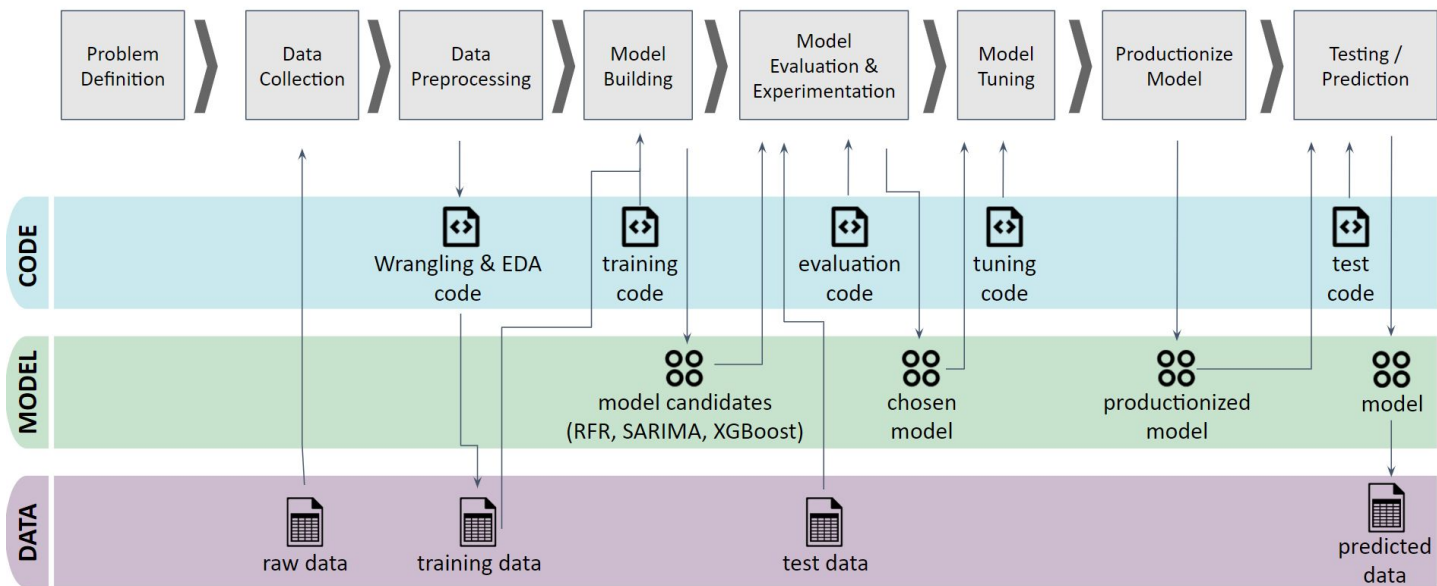 Problem
Definition
Data
Collection
Data
Preprocessing
Model
Building
Model
Evaluation &
Experimentation
Model
Tuning
Productionize
Model
Testing /
Prediction
CODE
Wrangling & EDA
code
training
code
evaluation
code
tuning
code
test
code
MODEL
model candidates
(RFR, SARIMA, XGBoost)
chosen
model
productionized
model
model
DATA
raw data
training data
test data
predicted
data